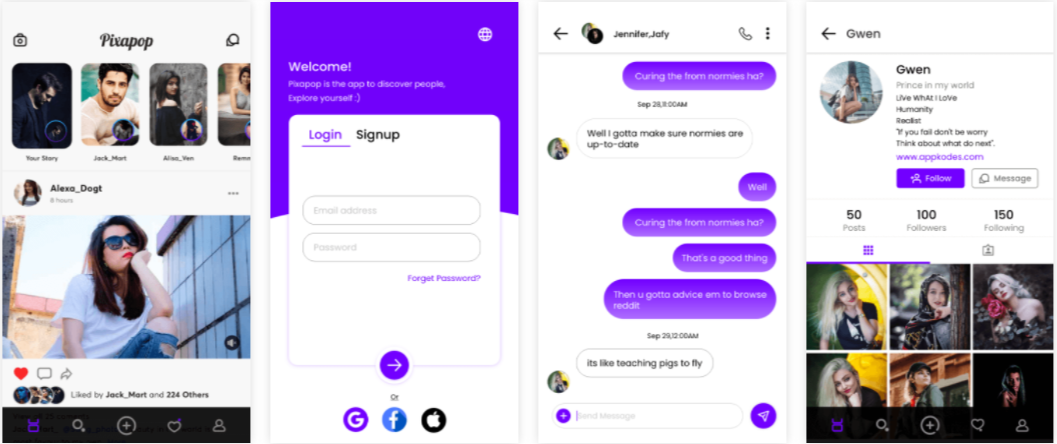 Pixapop
Your Story
Jack_Mart
Alisa_Ven
Alexa_Dogt
8 hours
Liked by Jack_Mart and 224 Others
Welcome!
Pixapop is the app to discover people,
Explore yourself :)
Login Signup
Email address
Password
Forget Password?
Or
Jennifer,Jafy
Curing the from normies ha?
Sep 28,11:00AM
Well I gotta make sure normies are
up-to-date
Well
Curing the from normies ha?
That's a good thing
Then u gotta advice em to browse
reddit
Sep 29,12:00AM
its like teaching pigs to fly
Send Message
Gwen
Gwen
Prince in my world
LIve WhAt I LoVe
Humanity
Realist
"If you fail don't be worry
Think about what do next".
www.appkodes.com
Follow Message
50 100 150
Posts Followers Following